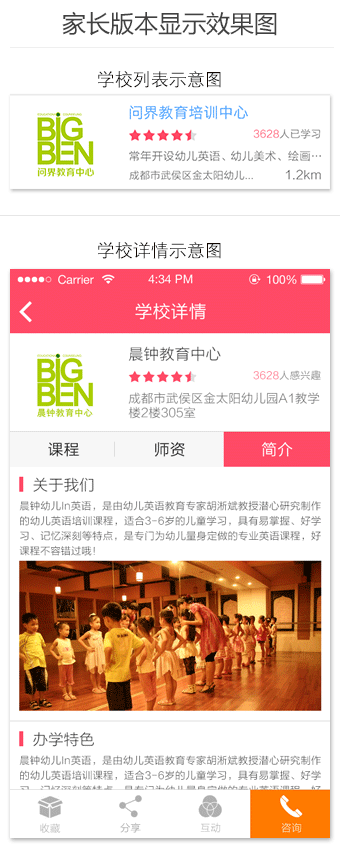 家长版本显示效果图
学校列表示意图
BIG
BEN
问界教育中心
问界教育培训中心
3628人已学习
常年开设幼儿英语、幼儿美术、绘画…
成都市武侯区金太阳幼儿...
1.2km
学校详情示意图
Carrier
4:34 PM
100%
学校详情
BIG
BEN
晨钟教育中心
晨钟教育中心
3628人感兴趣
成都市武侯区金太阳幼儿园A1教学
楼2楼305室
课程
师资
简介
关于我们
晨钟幼儿In英语，是由幼儿英语教育专家胡淅斌教授潜心研究制作
的幼儿英语培训课程，适合3-6岁的儿童学习，具有易掌握、好学
习、记忆深刻等特点，是专门为幼儿量身定做的专业英语课程，好
课程不容错过哦！
办学特色
晨钟幼儿In英语，是由幼儿英语教育专家胡淅斌教授潜心研究制作
的幼儿英语培训课程，适合3-6岁的儿童学习，具有易掌握、好学
习、记忆深刻等特点，是专门为幼儿量身定做的专业英语课程，好
收藏
分享
互动
咨询